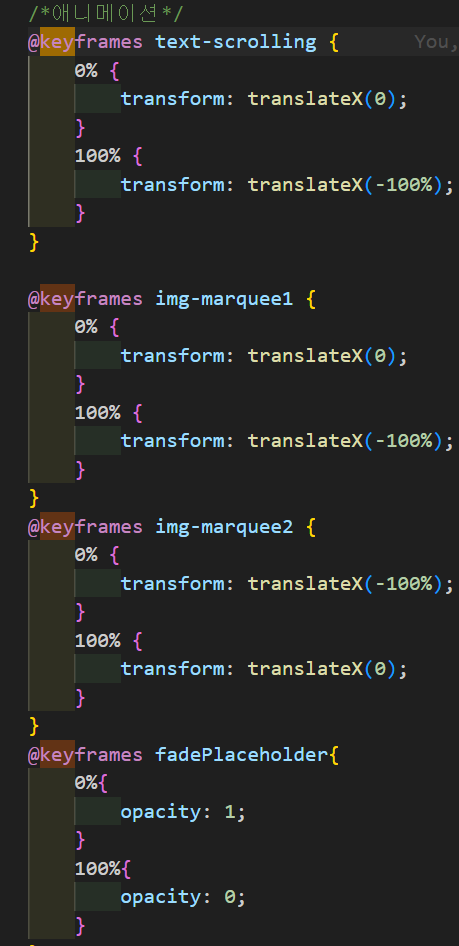 /*애니메이션*/
@keyframes text-scrolling {
You,
0% {
transform: translateX(0);
}
100% {
transform: translateX(-100%);
}
}
@keyframes img-marquee1 {
0% {
transform: translateX(0);
}
100% {
transform: translateX(-100%);
}
}
@keyframes img-marquee2 {
0% {
transform: translateX(-100%);
}
100% {
transform: translateX(0);
}
}
@keyframes fadePlaceholder{
0%{
opacity: 1;
}
100%{
opacity: 0;
}